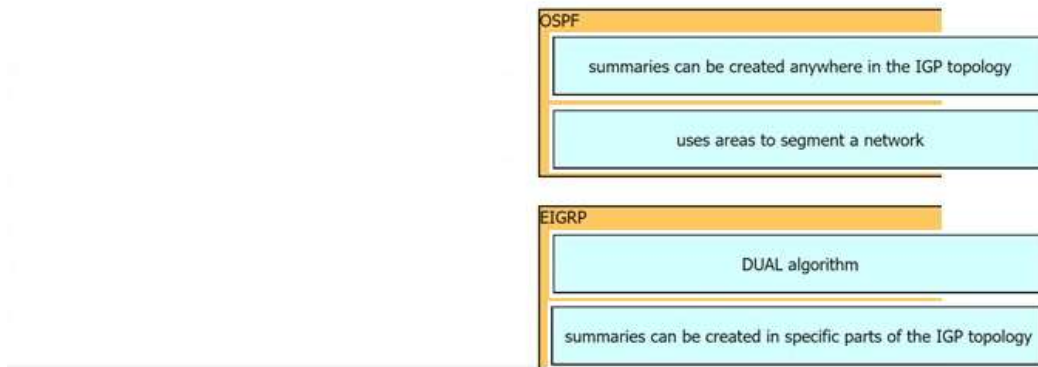 OSPF
summaries can be created anywhere in the IGP topology
uses areas to segment a network
EIGRP
DUAL algorithm
summaries can be created in specific parts of the IGP topology